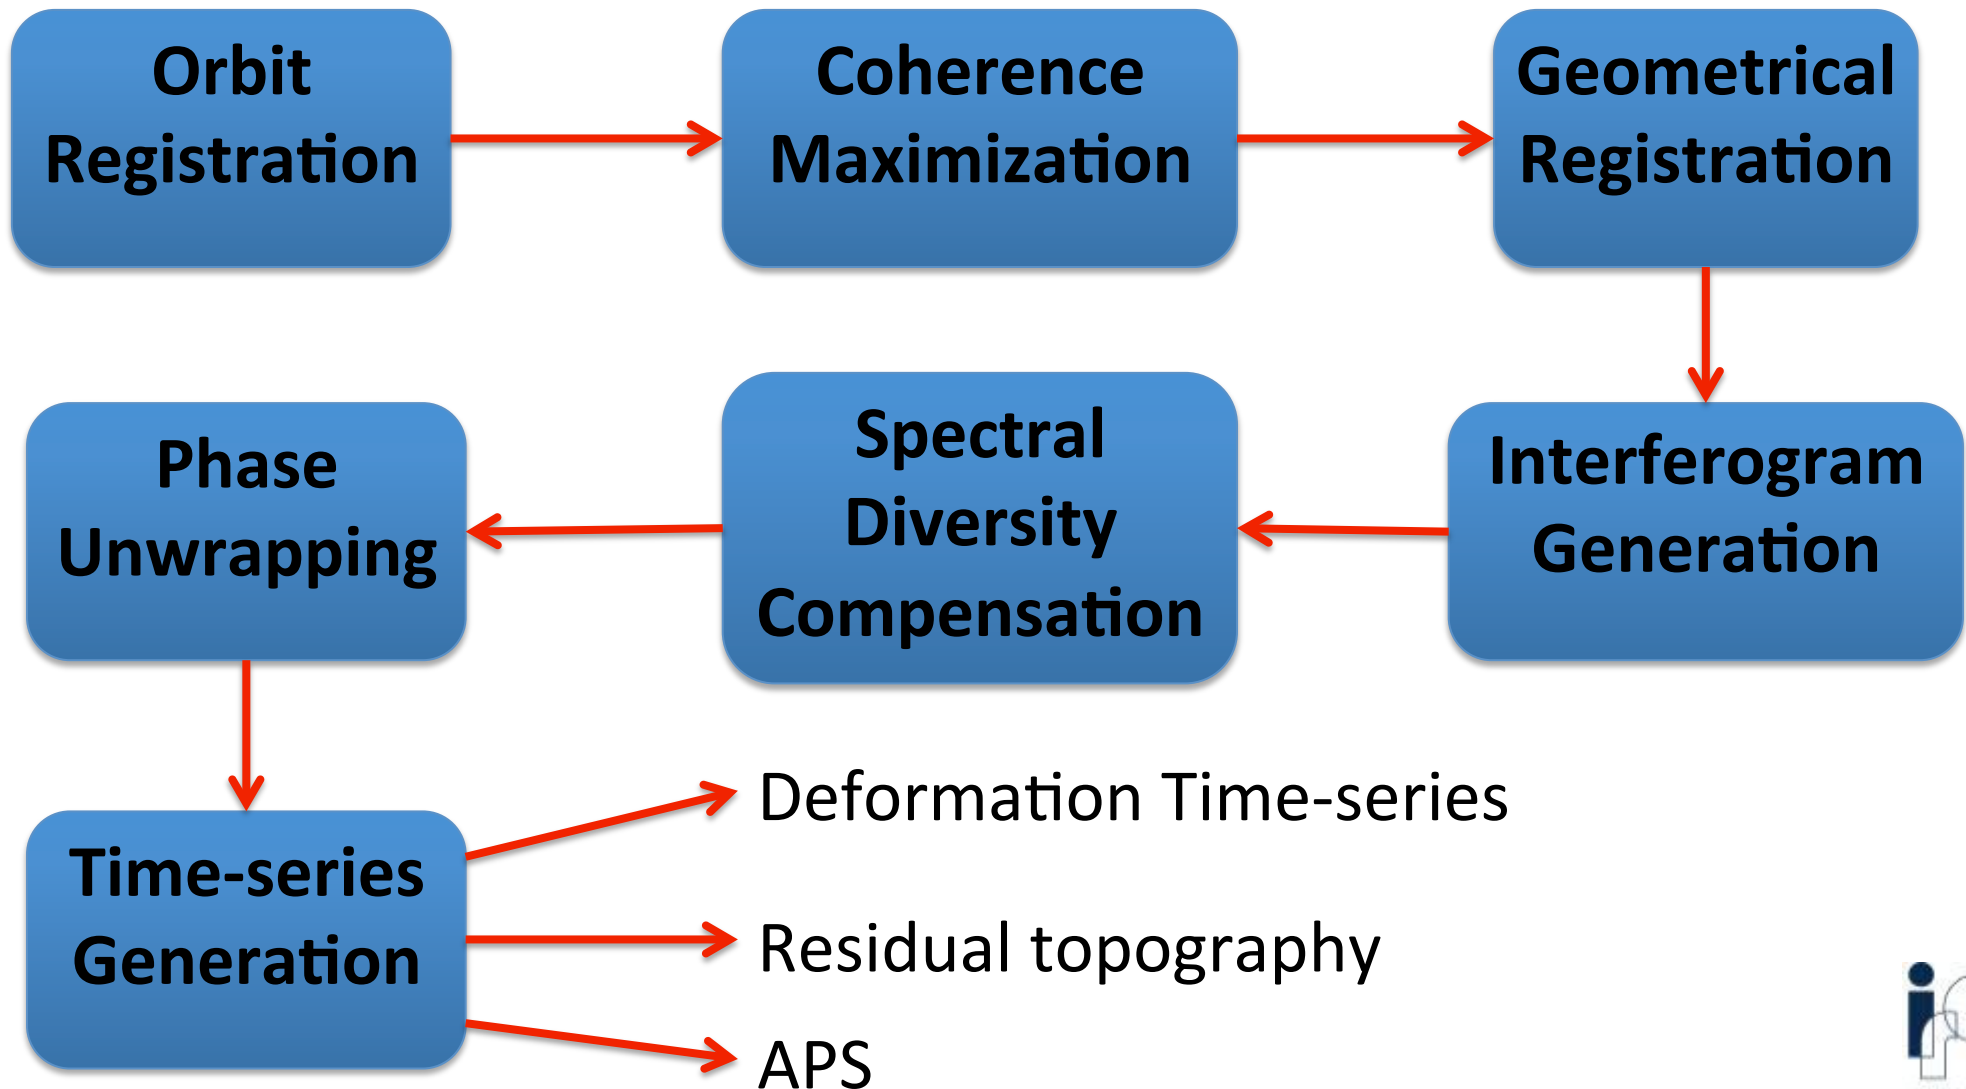 Orbit
Registration
Coherence
Maximization
Geometrical
Registration
Interferogram
Generation
Spectral
Diversity
Compensation
Phase
Unwrapping
Time-series
Generation
Deformation Time-series
Residual topography
APS